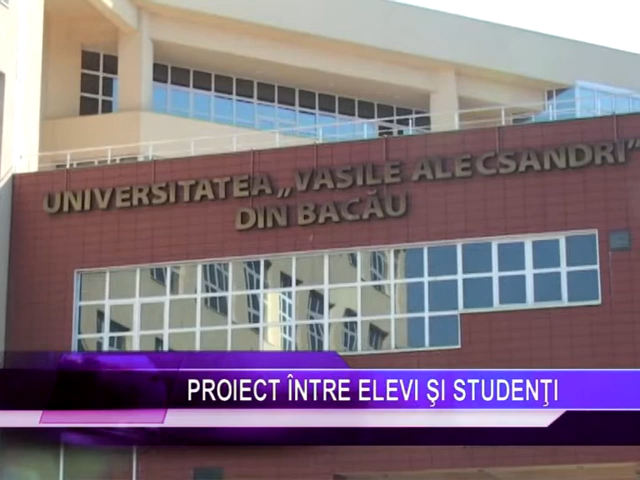 UNIVERSITATEA „VASILE ALECSANDRI”
DIN BACĂU
PROIECT ÎNTRE ELEVI ŞI STUDENŢI